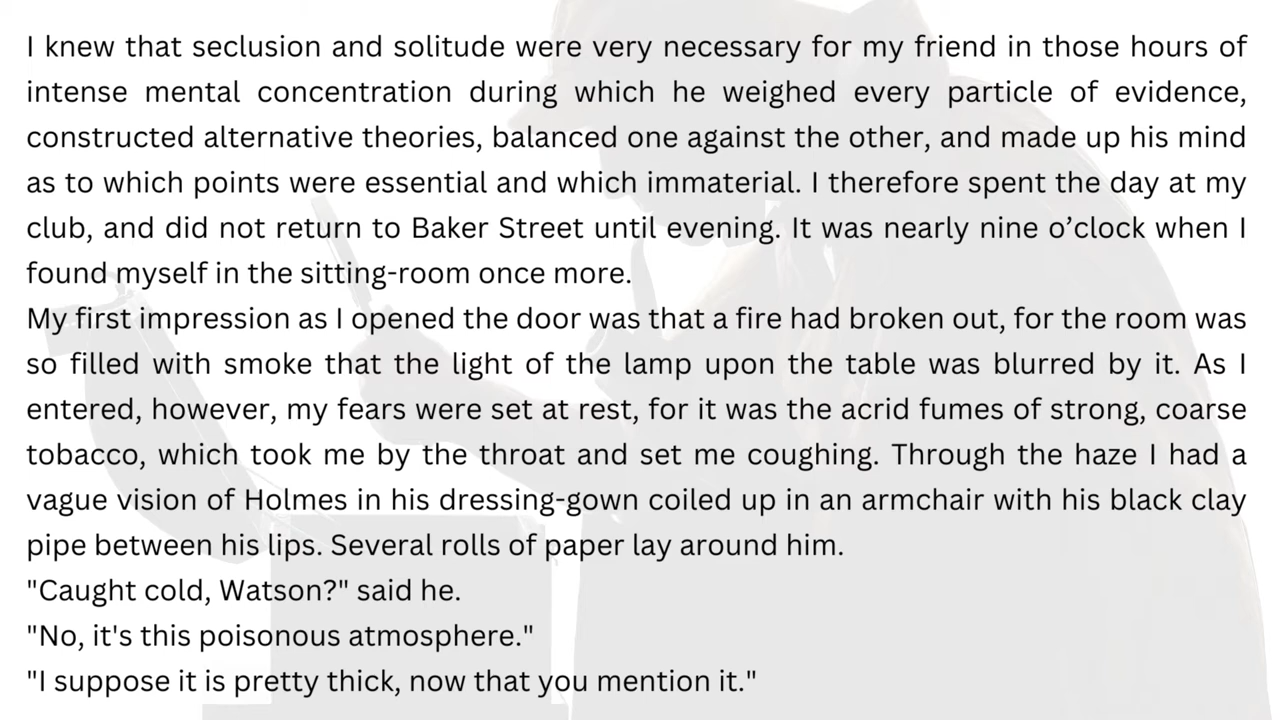 I knew that seclusion and solitude were very necessary for my friend in those hours of
intense mental concentration during which he weighed every particle of evidence,
constructed alternative theories, balanced one against the other, and made up his mind
as to which points were essential and which immaterial. I therefore spent the day at my
club, and did not return to Baker Street until evening. It was nearly nine o’clock when I
found myself in the sitting-room once more.
My first impression as I opened the door was that a fire had broken out, for the room was
so filled with smoke that the light of the lamp upon the table was blurred by it. As I
entered, however, my fears were set at rest, for it was the acrid fumes of strong, coarse
tobacco, which took me by the throat and set me coughing. Through the haze I had a
vague vision of Holmes in his dressing-gown coiled up in an armchair with his black clay
pipe between his lips. Several rolls of paper lay around him.
"Caught cold, Watson?" said he.
"No, it's this poisonous atmosphere."
"I suppose it is pretty thick, now that you mention it."